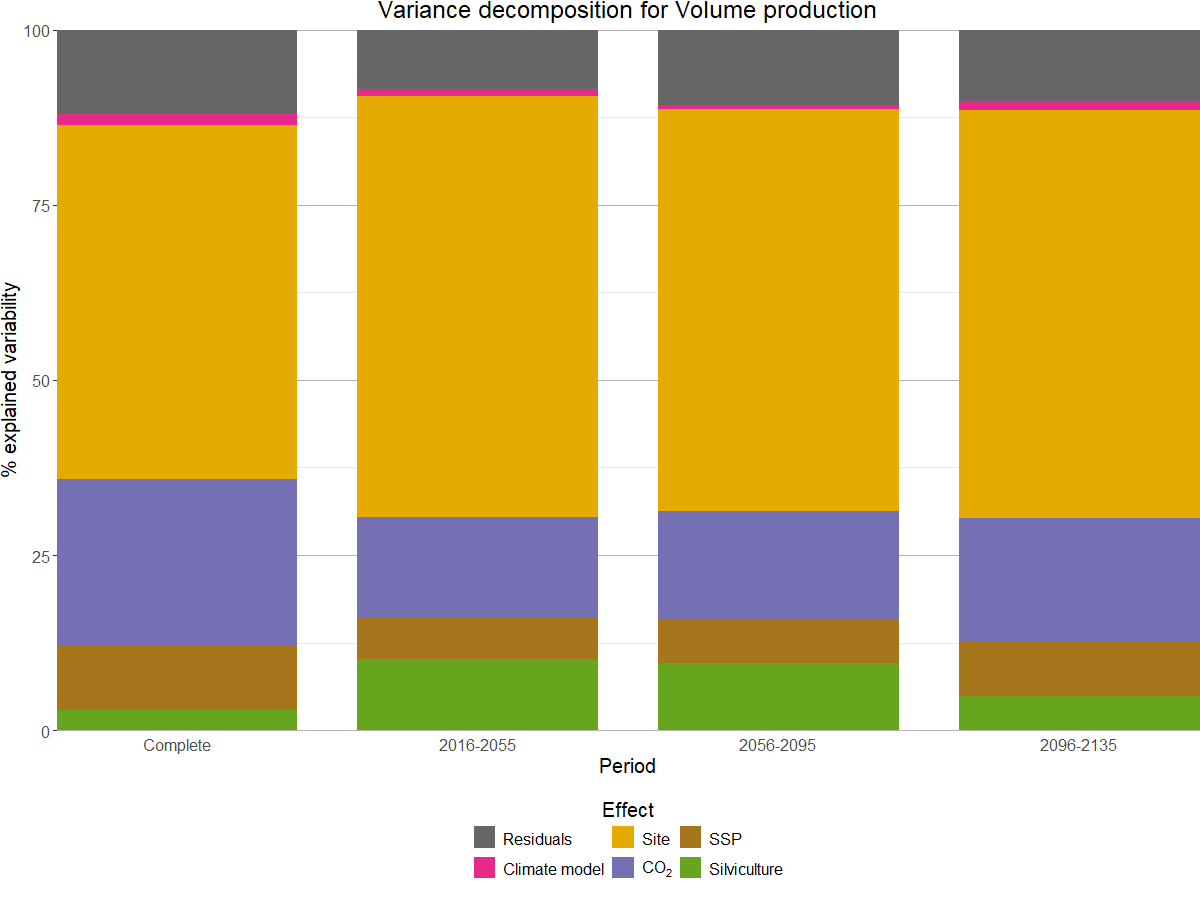 Variance decomposition for Volume production
% explained variability
100
75
50
25
0
Complete 2016-2055 2056-2095 2096-2135
Period
Effect
Residuals Site SSP
Climate model CO₂ Silviculture